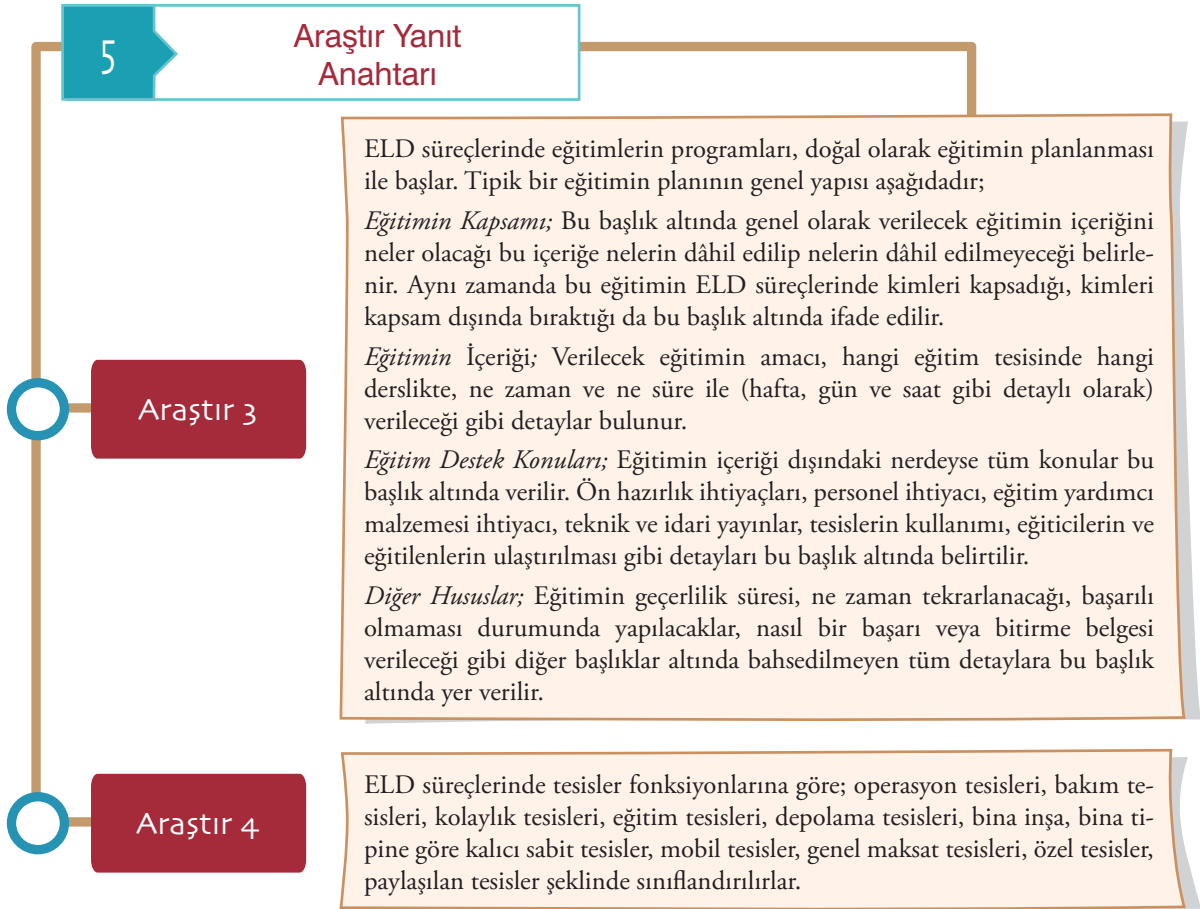 5
Araştır Yanıt
Anahtarı
ELD süreçlerinde eğitimlerin programları, doğal olarak eğitimin planlanması
ile başlar. Tipik bir eğitimin planının genel yapısı aşağıdadır;
Eğitimin Kapsamı; Bu başlık altında genel olarak verilecek eğitimin içeriğini
neler olacağı bu içeriğe nelerin dâhil edilip nelerin dâhil edilmeyeceği belirle-
nir. Aynı zamanda bu eğitimin ELD süreçlerinde kimleri kapsadığı, kimleri
kapsam dışında bıraktığı da bu başlık altında ifade edilir.
Eğitimin İçeriği; Verilecek eğitimin amacı, hangi eğitim tesisinde hangi
derslikte, ne zaman ve ne süre ile (hafta, gün ve saat gibi detaylı olarak)
verileceği gibi detaylar bulunur.
Eğitim Destek Konuları; Eğitimin içeriği dışındaki nerdeyse tüm konular bu
başlık altında verilir. Ön hazırlık ihtiyaçları, personel ihtiyacı, eğitim yardımcı
malzemesi ihtiyacı, teknik ve idari yayınlar, tesislerin kullanımı, eğiticilerin ve
eğitilenlerin ulaştırılması gibi detayları bu başlık altında belirtilir.
Diğer Hususlar; Eğitimin geçerlilik süresi, ne zaman tekrarlanacağı, başarılı
olmaması durumunda yapılacaklar, nasıl bir başarı veya bitirme belgesi
verileceği gibi diğer başlıklar altında bahsedilmeyen tüm detaylara bu başlık
altında yer verilir.
Araştır 3
ELD süreçlerinde tesisler fonksiyonlarına göre; operasyon tesisleri, bakım te-
sisleri, kolaylık tesisleri, eğitim tesisleri, depolama tesisleri, bina inşa, bina ti-
pine göre kalıcı sabit tesisler, mobil tesisler, genel maksat tesisleri, özel tesisler,
paylaşılan tesisler şeklinde sınıflandırılırlar.
Araştır 4